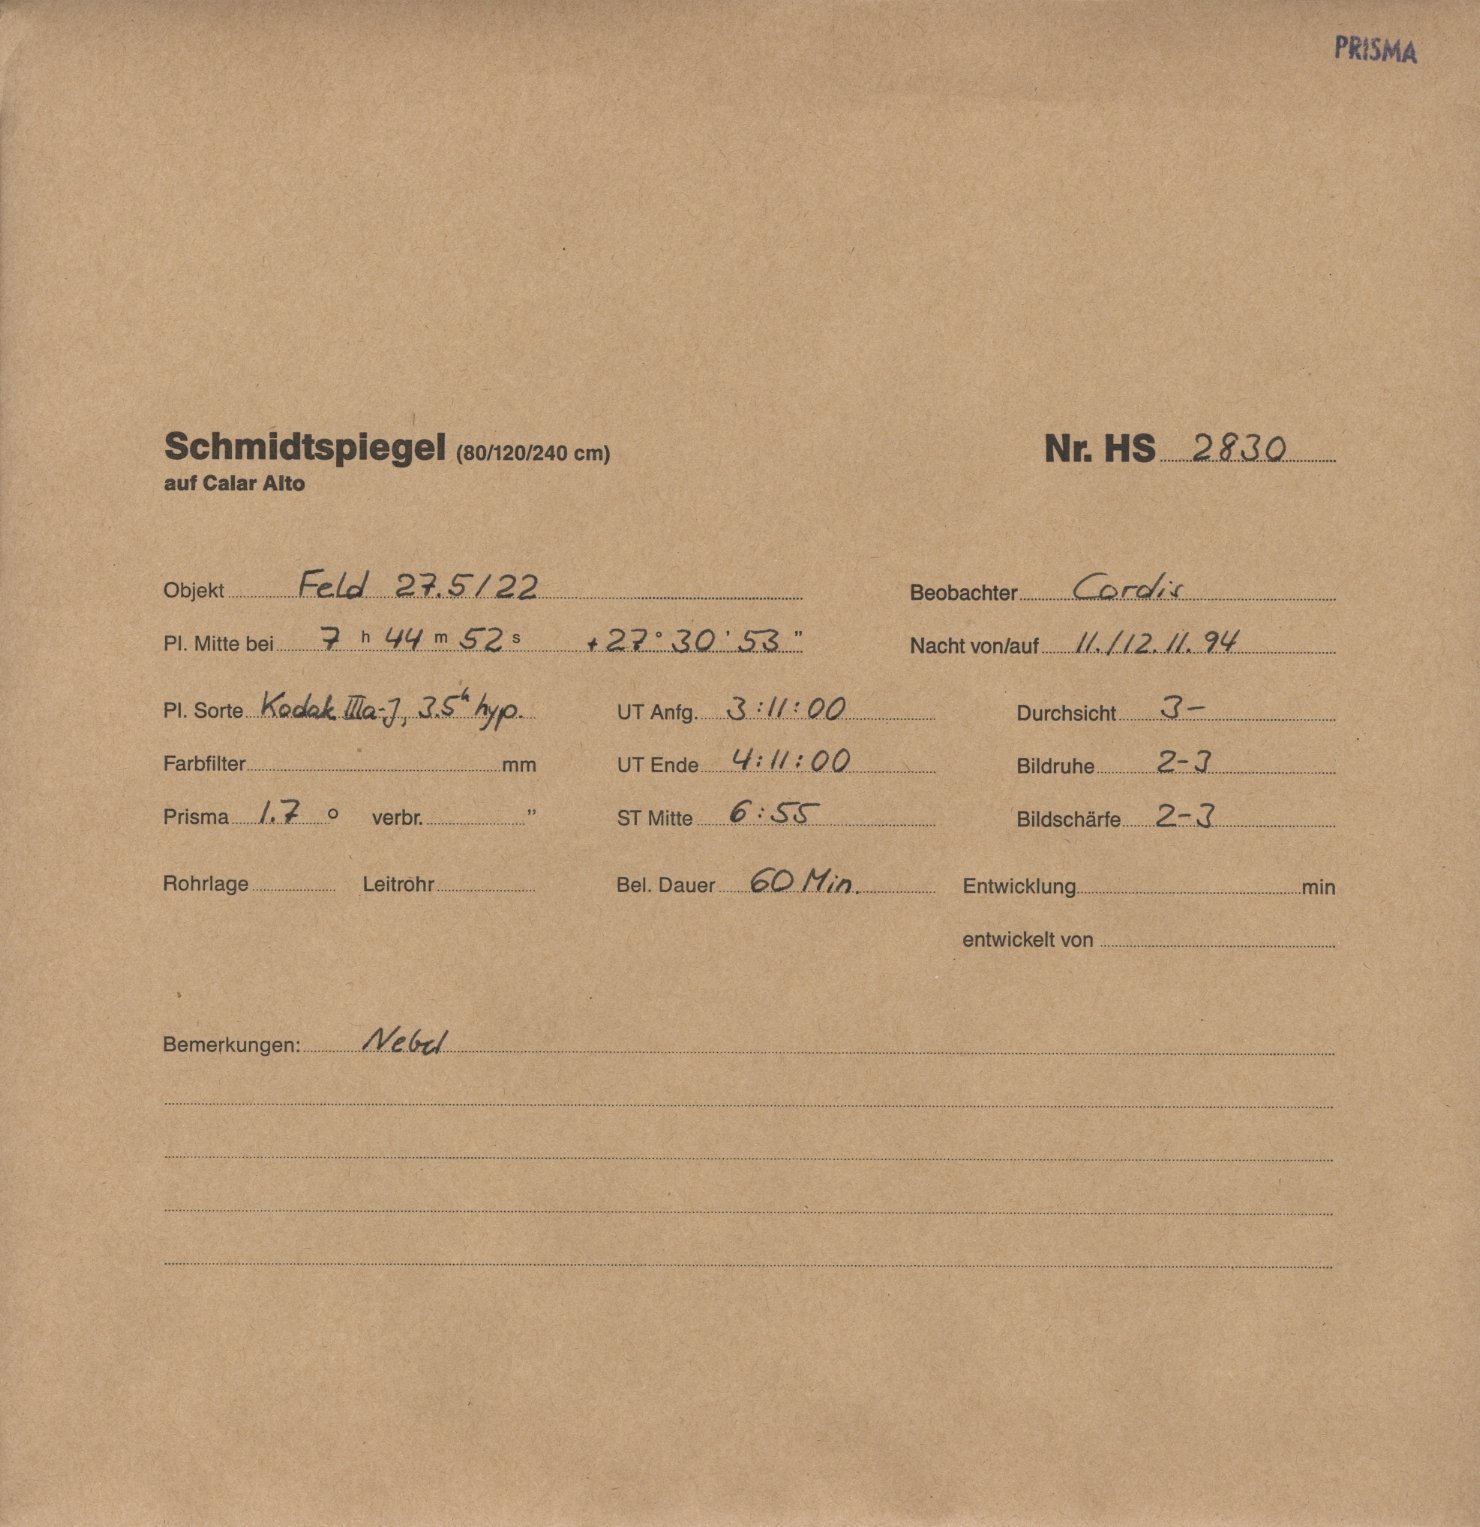 PRISMA
Schmidtspiegel (80/120/240 cm) Nr. HS 2830
auf Calar Alto
Objekt Feld 27.5/22 Beobachter Cordis
Pl. Mitte bei 7 h 44 m 52 s +27° 30' 53" Nacht von/auf 11./12.11.94
Pl. Sorte Kodak IIIa-J, 3.5h hyp. UT Anfg. 3:11:00 Durchsicht 3-
Farbfilter mm UT Ende 4:11:00 Bildruhe 2-3
Prisma 1.7 ° verbr. " ST Mitte 6:55 Bildschärfe 2-3
Rohrlage Leitrohr Bel. Dauer 60 Min. Entwicklung min
entwickelt von
Bemerkungen: Nebel